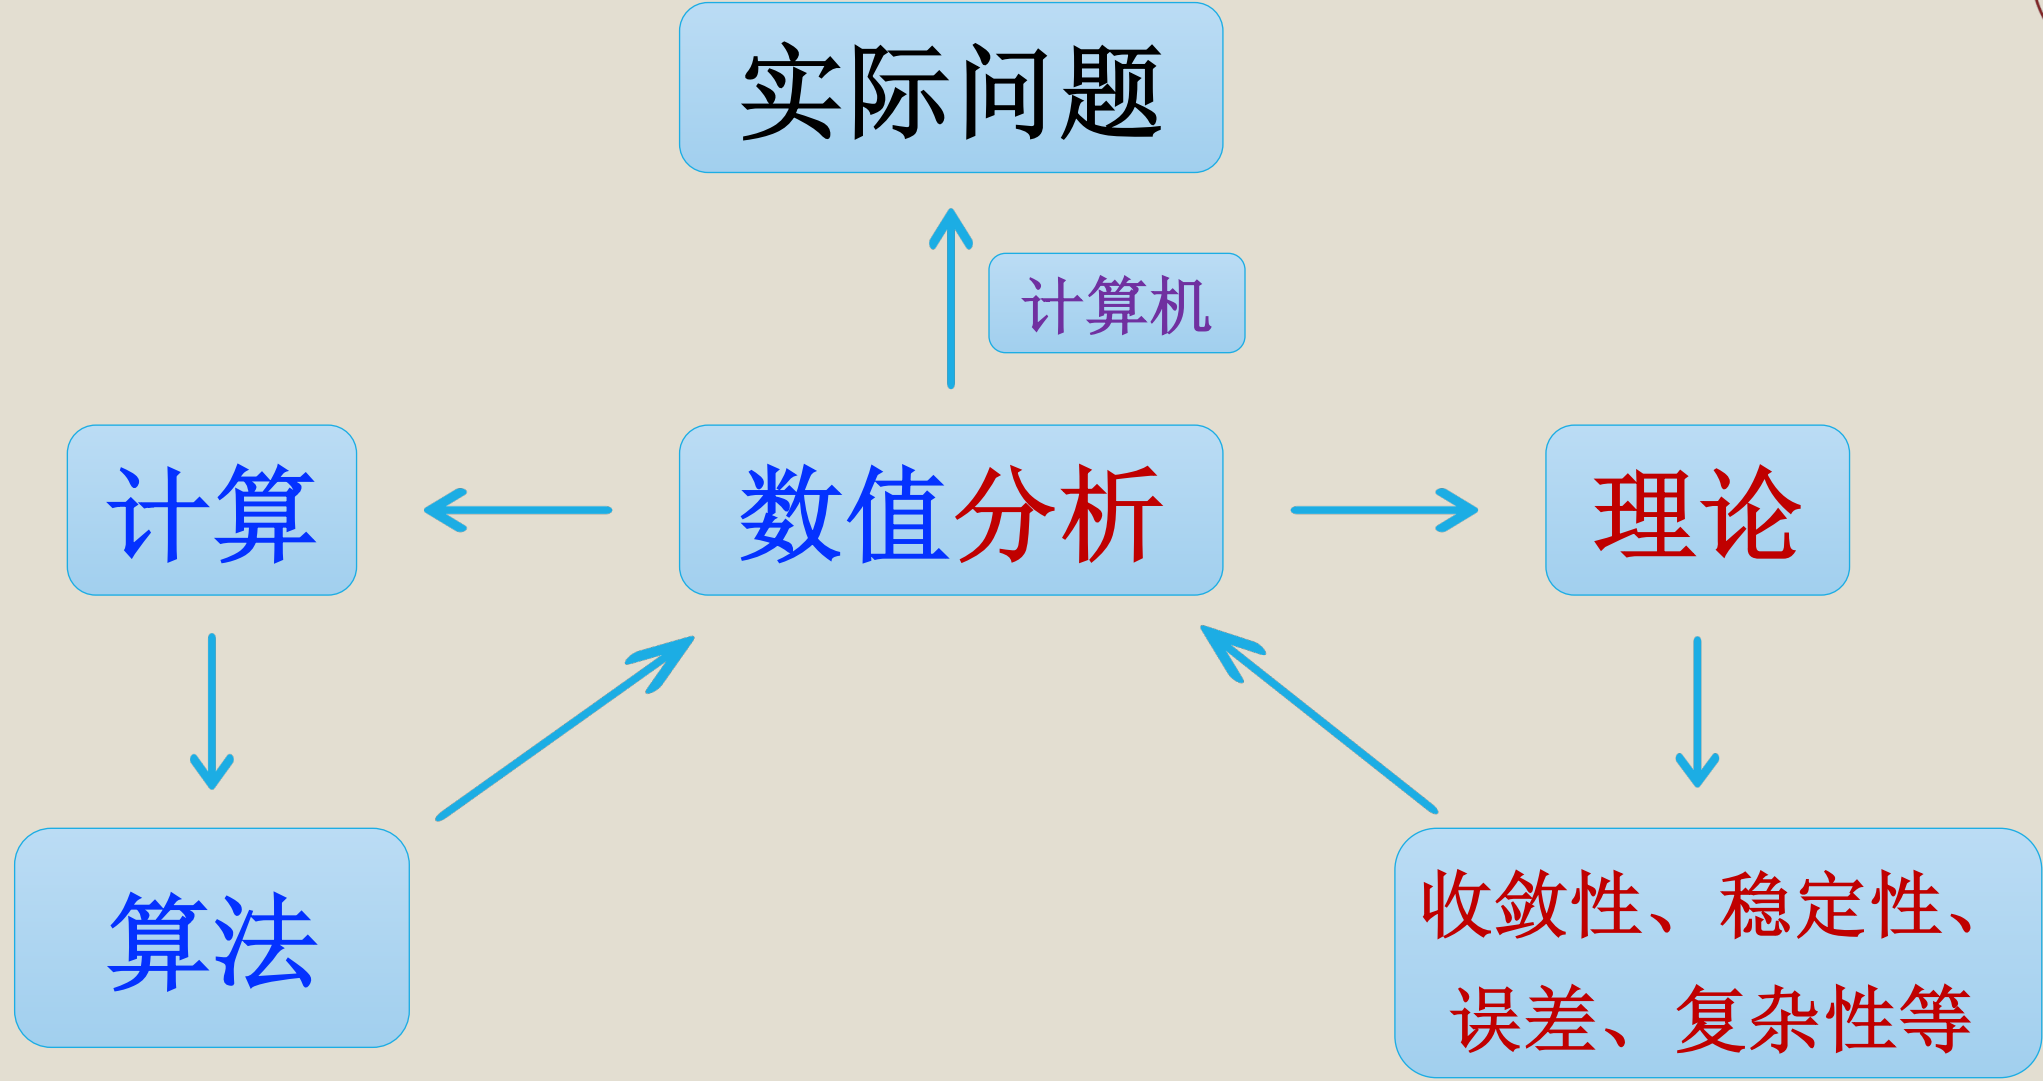 实际问题
计算机
计算
数值分析
理论
算法
收敛性、稳定性、
误差、复杂性等